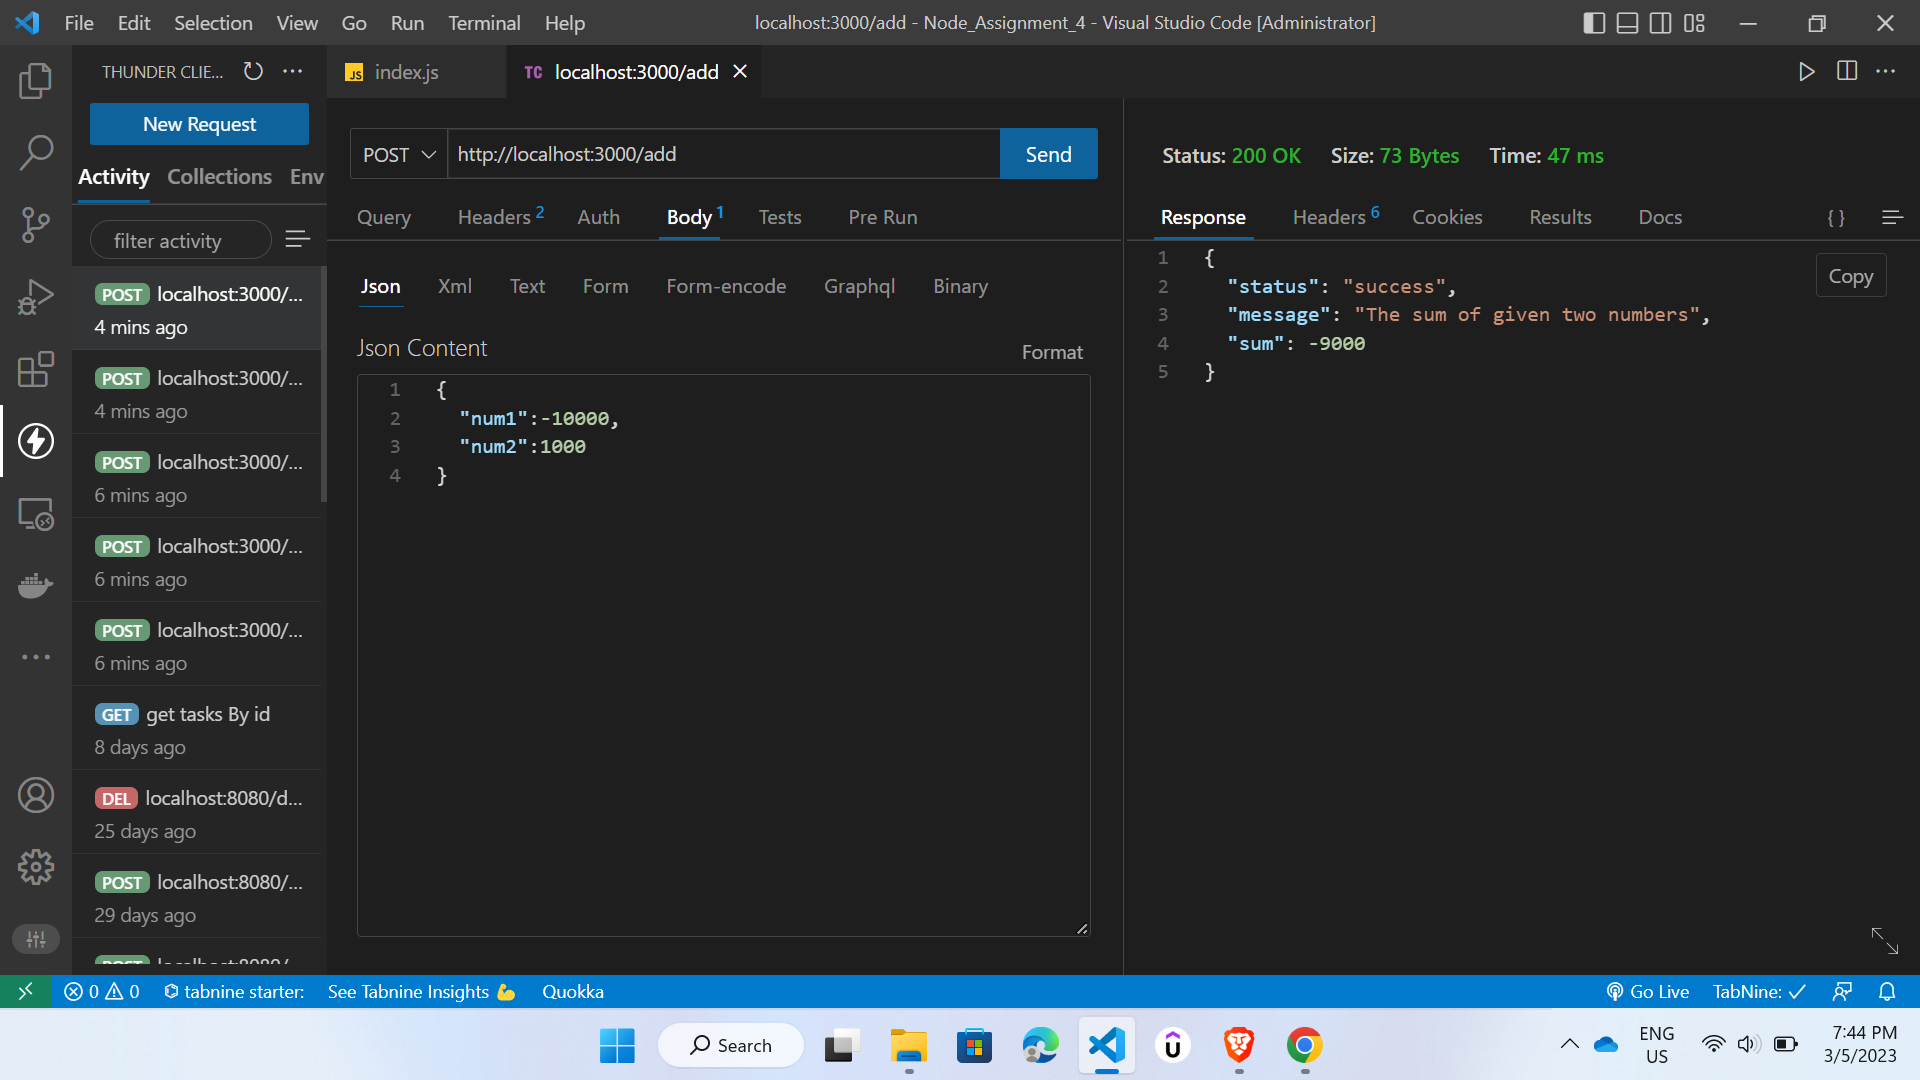 File Edit Selection View Go Run Terminal Help
localhost:3000/add - Node_Assignment_4 - Visual Studio Code [Administrator]
THUNDER CLIE...
JS index.js
TC localhost:3000/add
New Request
Activity Collections Env
filter activity
POST localhost:3000/...
4 mins ago
POST localhost:3000/...
4 mins ago
POST localhost:3000/...
6 mins ago
POST localhost:3000/...
6 mins ago
POST localhost:3000/...
6 mins ago
GET get tasks By id
8 days ago
DEL localhost:8080/d...
25 days ago
POST localhost:8080/...
29 days ago
POST http://localhost:3000/add Send
Query Headers 2 Auth Body 1 Tests Pre Run
Json Xml Text Form Form-encode Graphql Binary
Json Content
Format
1 {
2 "num1":-10000,
3 "num2":1000
4 }
Status: 200 OK Size: 73 Bytes Time: 47 ms
Response Headers 6 Cookies Results Docs { }
Copy
1 {
2 "status": "success",
3 "message": "The sum of given two numbers",
4 "sum": -9000
5 }
0 0 tabnine starter: See Tabnine Insights 💪 Quokka
Go Live TabNine: ✓
Search
ENG
US
7:44 PM
3/5/2023